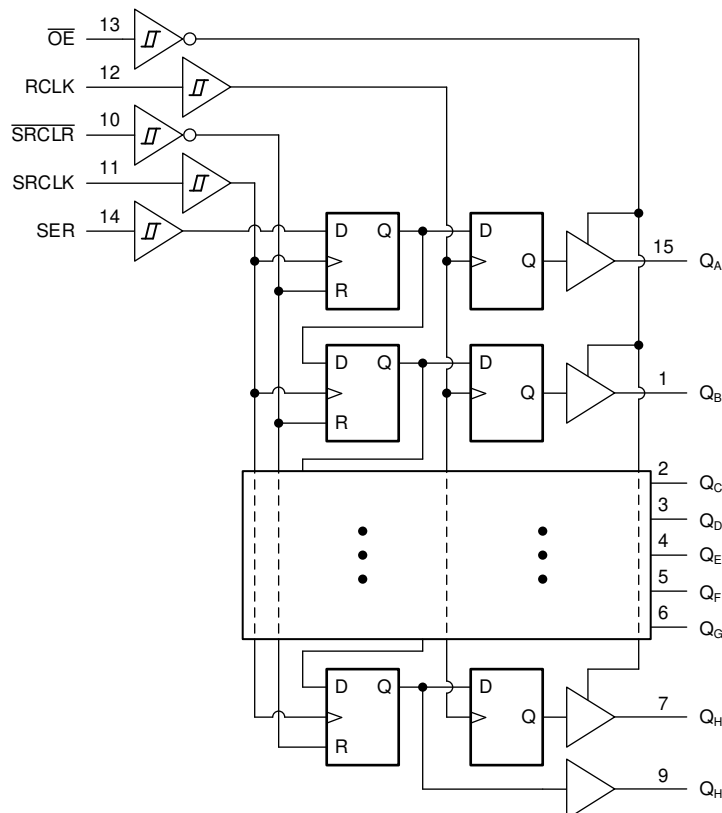 13
OE
12
RCLK
10
SRCLR
11
SRCLK
14
SER
D Q D
Q
R
15
QA
D Q D
Q
R
1
QB
2
QC
3
QD
4
QE
5
QF
6
QG
D Q D
Q
R
7
QH
9
QH